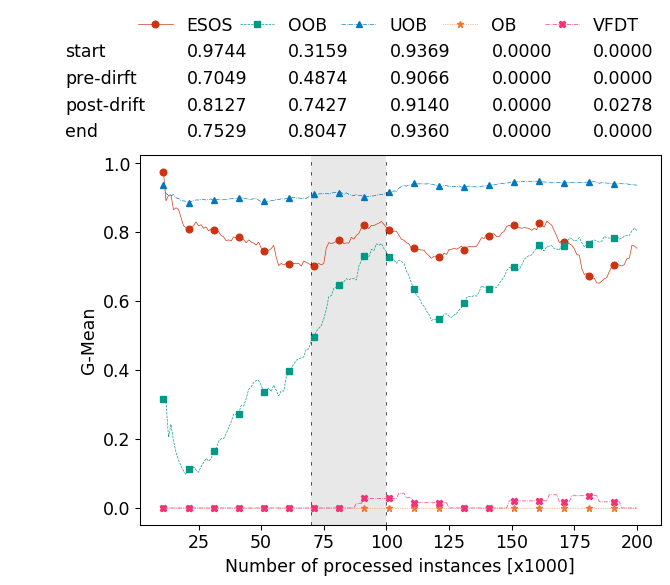 ESOS OOB UOB OB VFDT
start 0.9744 0.3159 0.9369 0.0000 0.0000
pre-dirft 0.7049 0.4874 0.9066 0.0000 0.0000
post-drift 0.8127 0.7427 0.9140 0.0000 0.0278
end 0.7529 0.8047 0.9360 0.0000 0.0000
1.0
0.8
0.6
0.4
0.2
0.0
G-Mean
25 50 75 100 125 150 175 200
Number of processed instances [x1000]